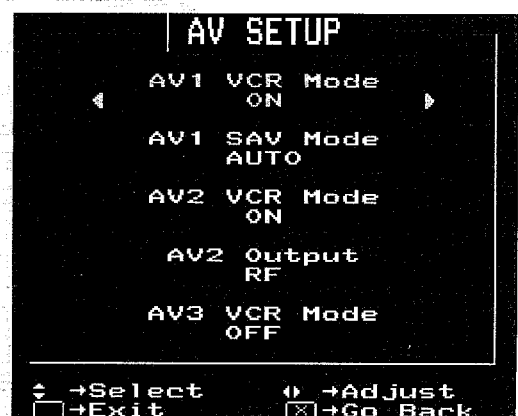 AV SETUP
AV1 VCR Mode
ON
AV1 SAV Mode
AUTO
AV2 VCR Mode
ON
AV2 Output
RF
AV3 VCR Mode
OFF
→Select →Adjust
→Exit X→Go Back